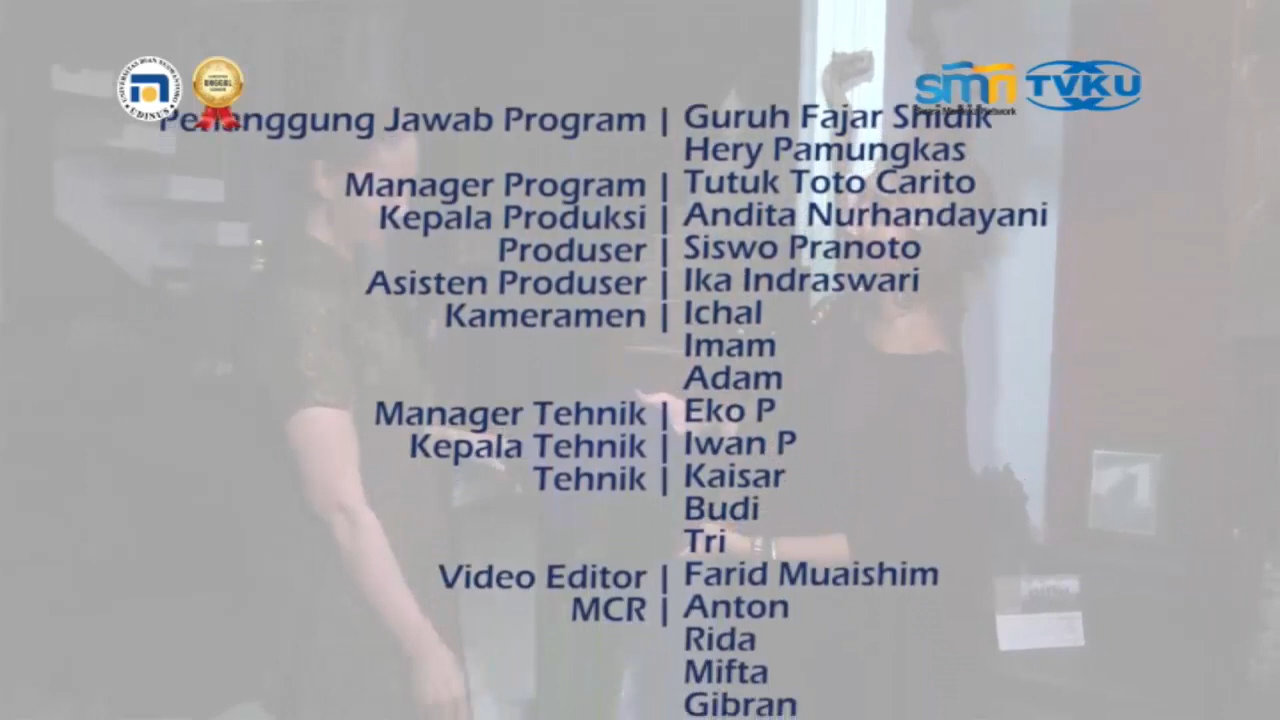 smn TVKU
UDINUS
UNGGUL
Penanggung Jawab Program | Guruh Fajar Shidik
Hery Pamungkas
Manager Program | Tutuk Toto Carito
Kepala Produksi | Andita Nurhandayani
Produser | Siswo Pranoto
Asisten Produser | Ika Indraswari
Kameramen | Ichal
Imam
Adam
Manager Tehnik | Eko P
Kepala Tehnik | Iwan P
Tehnik | Kaisar
Budi
Tri
Video Editor | Farid Muaishim
MCR | Anton
Rida
Mifta
Gibran